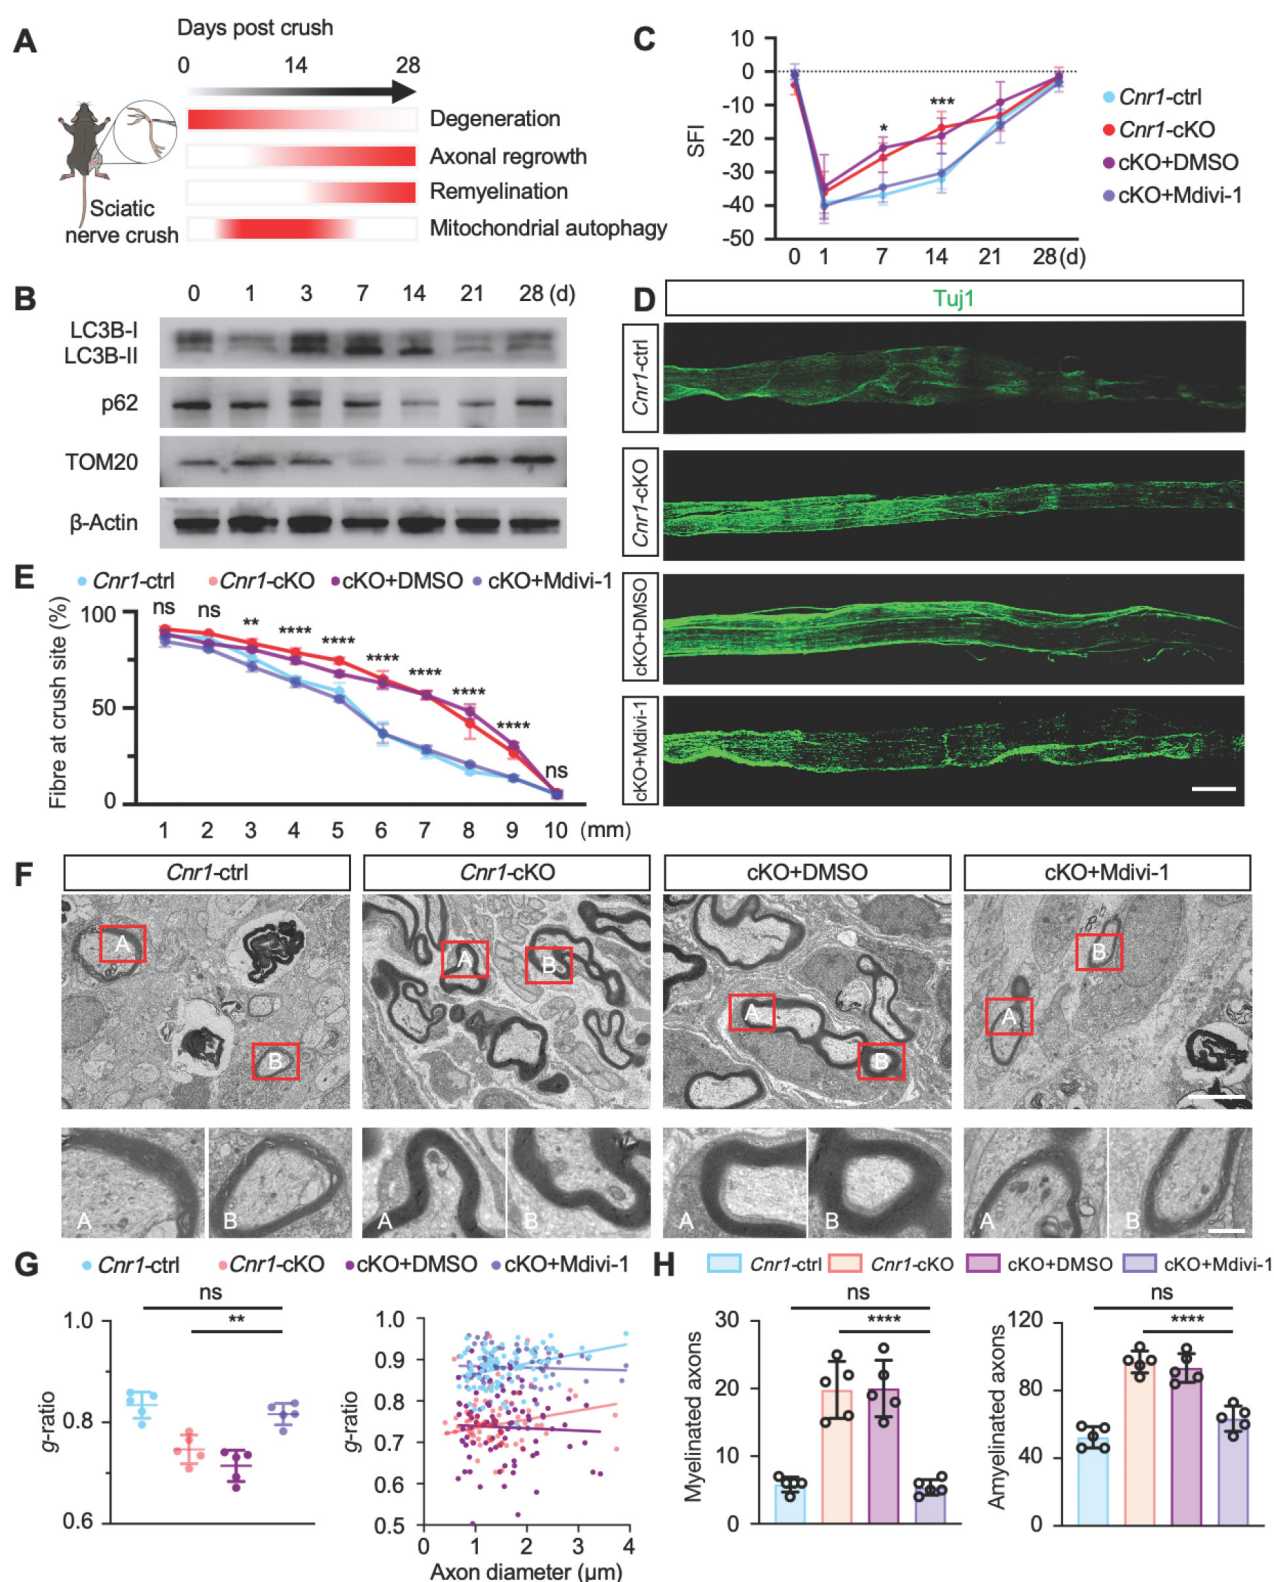 A
Days post crush
0 14 28
Degeneration
Axonal regrowth
Remyelination
Mitochondrial autophagy
Sciatic
nerve crush
C
10
0
-10
-20
-30
-40
-50
SFI
*
***
0 1 7 14 21 28 (d)
Cnr1-ctrl
Cnr1-cKO
cKO+DMSO
cKO+Mdivi-1
B
0 1 3 7 14 21 28 (d)
LC3B-I
LC3B-II
p62
TOM20
β-Actin
D
Tuj1
Cnr1-ctrl
Cnr1-cKO
cKO+DMSO
cKO+Mdivi-1
E
Cnr1-ctrl Cnr1-cKO cKO+DMSO cKO+Mdivi-1
Fibre at crush site (%)
100
50
0
ns ns ** **** **** **** **** **** **** ns
1 2 3 4 5 6 7 8 9 10 (mm)
F
Cnr1-ctrl Cnr1-cKO cKO+DMSO cKO+Mdivi-1
A B A B A B A B
A B A B A B A B
G
Cnr1-ctrl Cnr1-cKO cKO+DMSO cKO+Mdivi-1
ns
**
g-ratio
1.0
0.8
0.6
g-ratio
1.0
0.9
0.8
0.7
0.6
0.5
0 1 2 3 4
Axon diameter (μm)
H
Cnr1-ctrl Cnr1-cKO cKO+DMSO cKO+Mdivi-1
ns
****
Myelinated axons
30
20
10
0
ns
****
Amyelinated axons
120
80
40
0